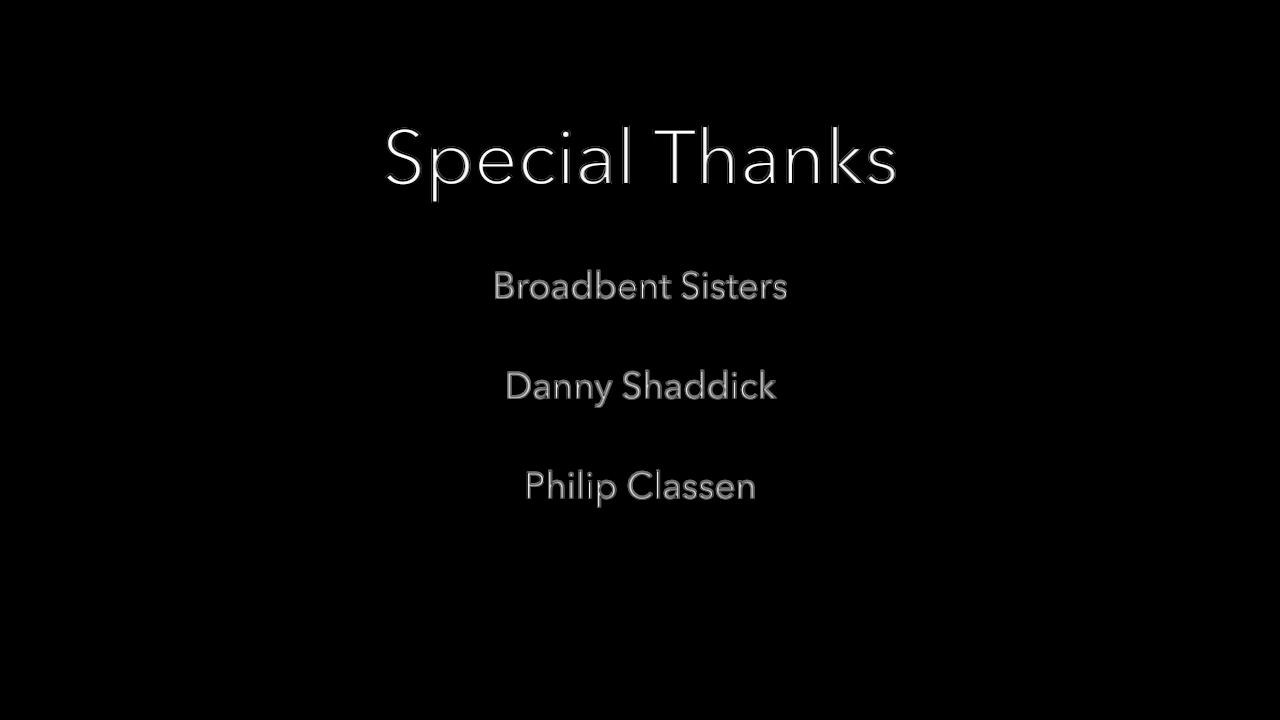 Special Thanks
Broadbent Sisters
Danny Shaddick
Philip Classen